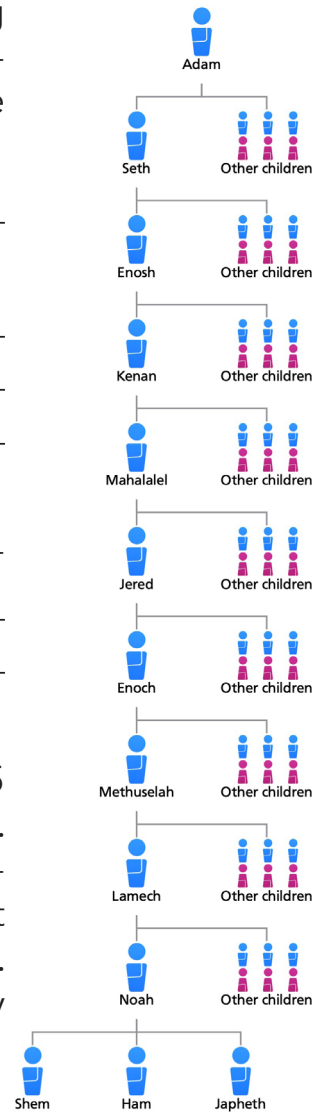 Adam
Seth Other children
Enosh Other children
Kenan Other children
Mahalalel Other children
Jered Other children
Enoch Other children
Methuselah Other children
Lamech Other children
Noah Other children
Shem Ham Japheth